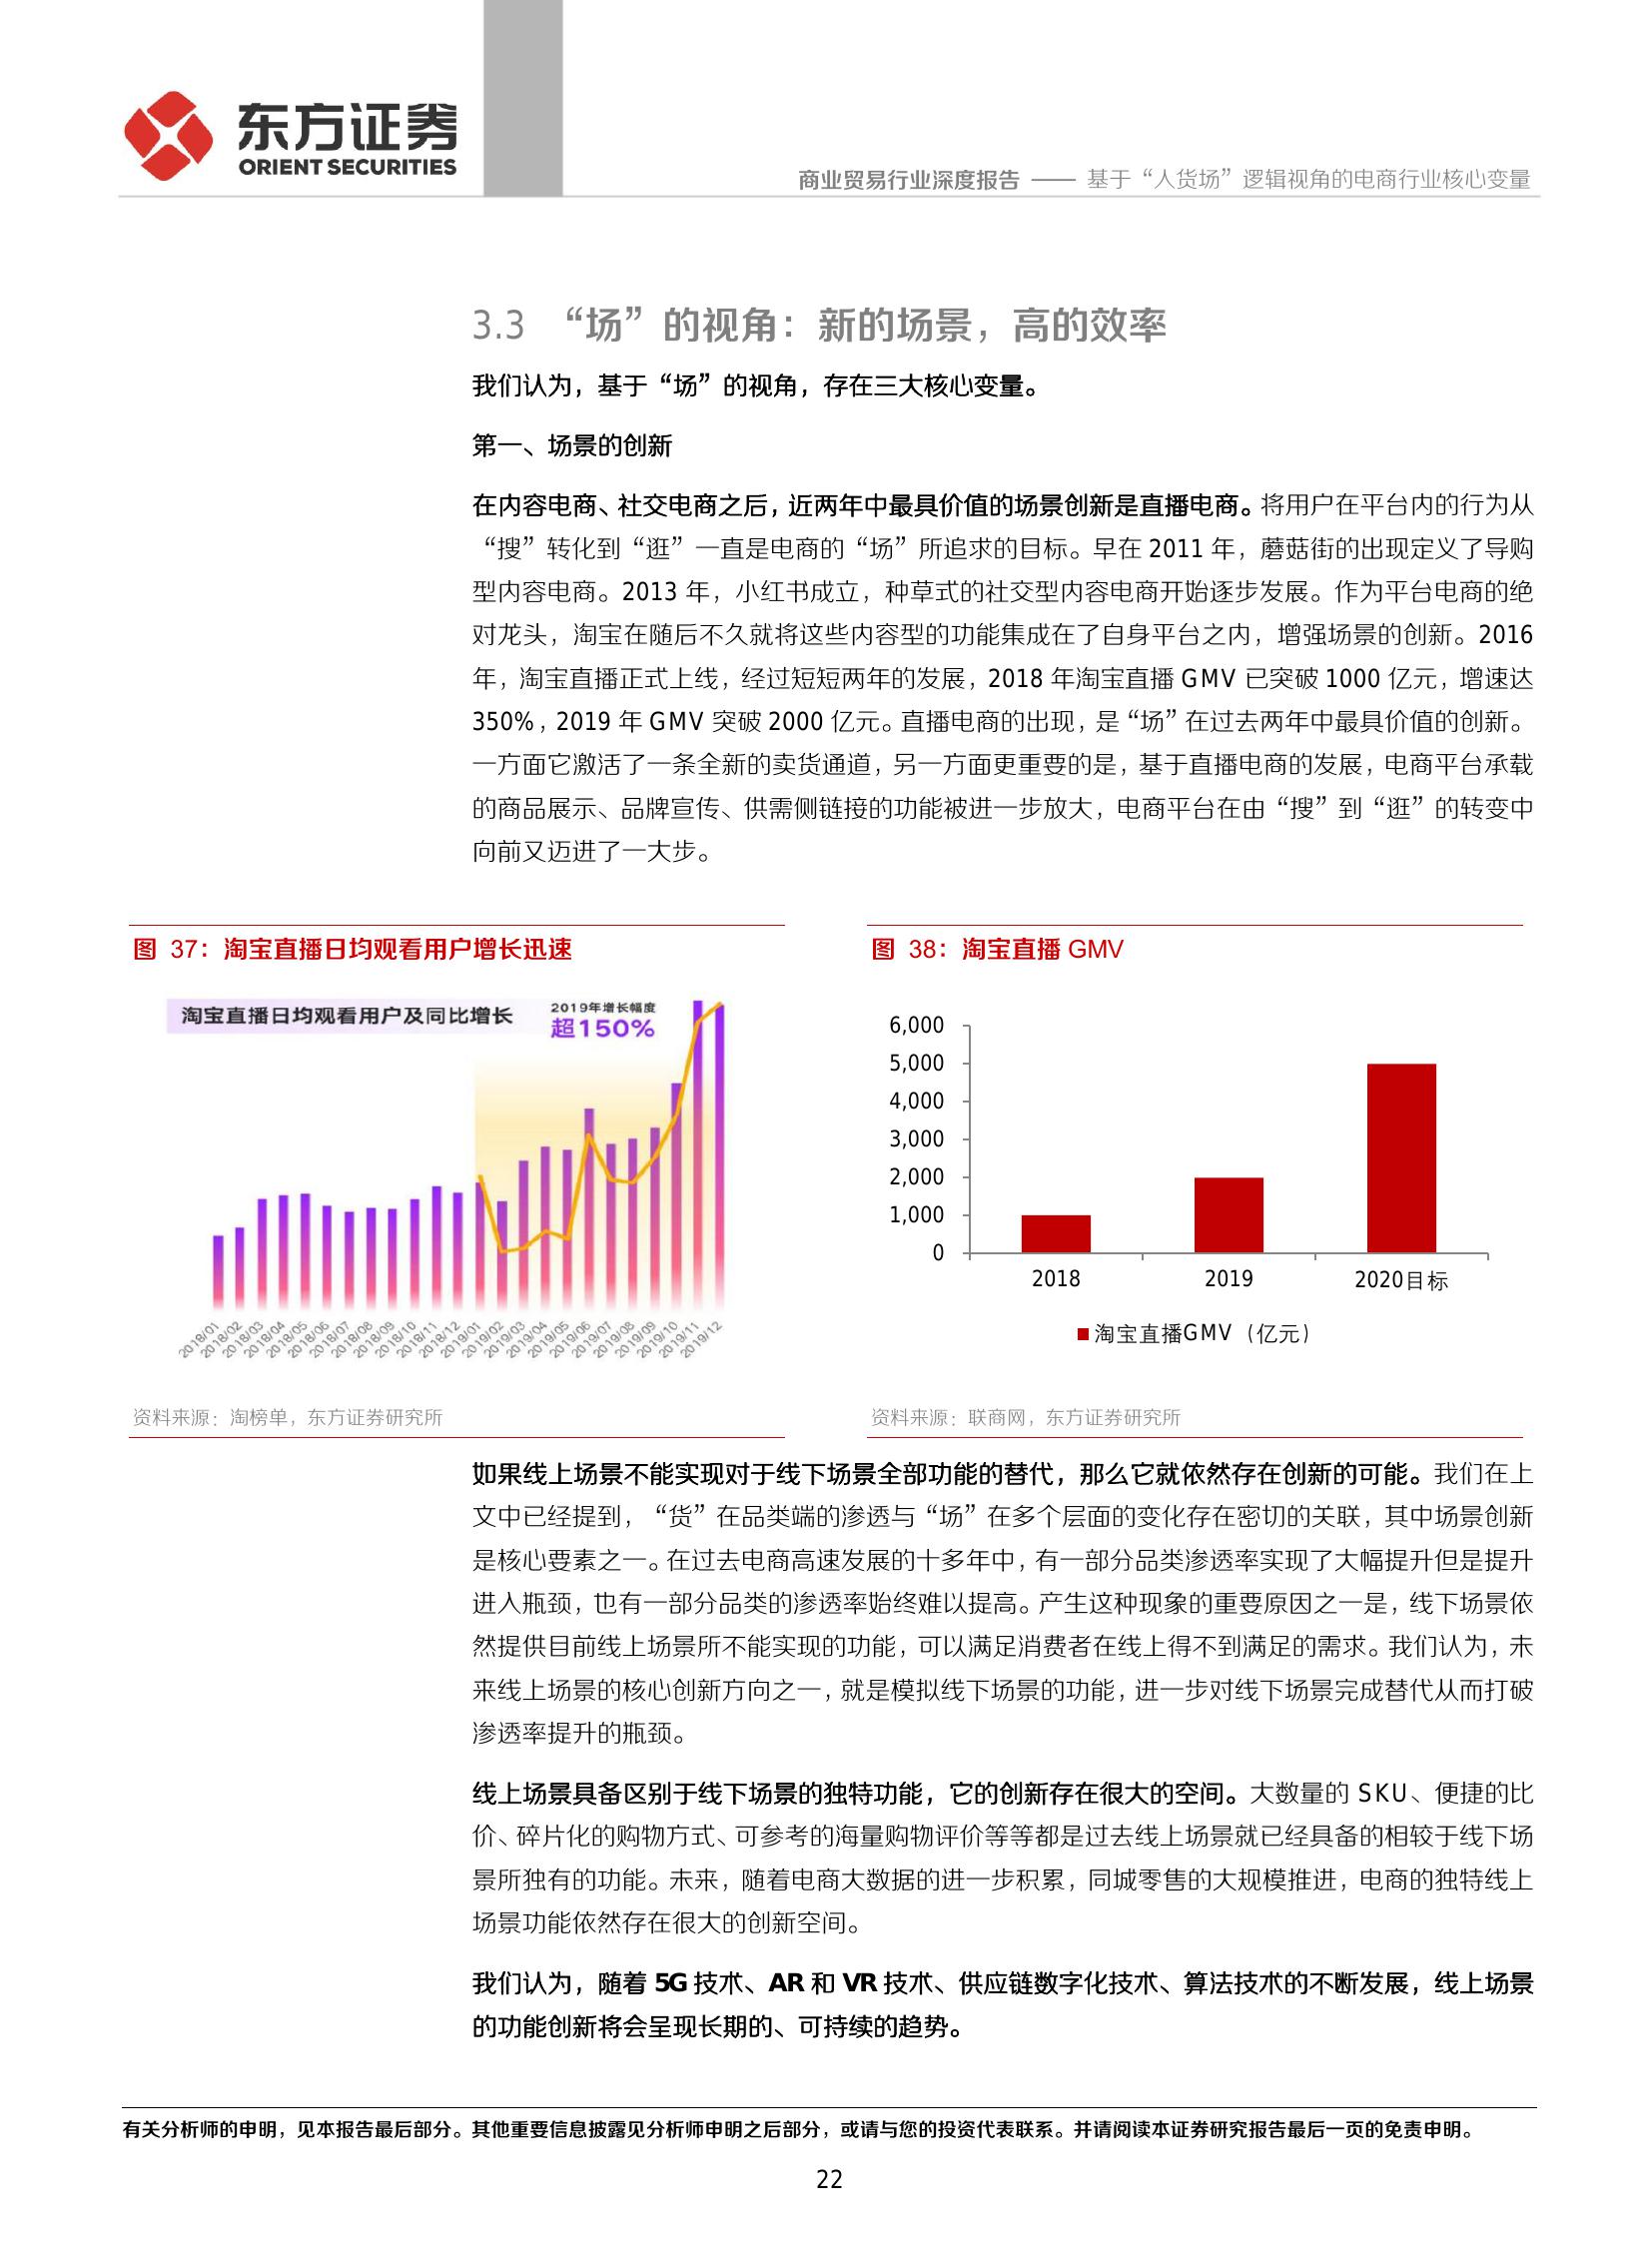 东方证券
ORIENT SECURITIES
商业贸易行业深度报告 —— 基于“人货场”逻辑视角的电商行业核心变量
3.3 “场”的视角：新的场景，高的效率
我们认为，基于“场”的视角，存在三大核心变量。
第一、场景的创新
在内容电商、社交电商之后，近两年中最具价值的场景创新是直播电商。将用户在平台内的行为从
“搜”转化到“逛”一直是电商的“场”所追求的目标。早在 2011 年，蘑菇街的出现定义了导购
型内容电商。2013 年，小红书成立，种草式的社交型内容电商开始逐步发展。作为平台电商的绝
对龙头，淘宝在随后不久就将这些内容型的功能集成在了自身平台之内，增强场景的创新。2016
年，淘宝直播正式上线，经过短短两年的发展，2018 年淘宝直播 GMV 已突破 1000 亿元，增速达
350%，2019 年 GMV 突破 2000 亿元。直播电商的出现，是“场”在过去两年中最具价值的创新。
一方面它激活了一条全新的卖货通道，另一方面更重要的是，基于直播电商的发展，电商平台承载
的商品展示、品牌宣传、供需侧链接的功能被进一步放大，电商平台在由“搜”到“逛”的转变中
向前又迈进了一大步。
图 37：淘宝直播日均观看用户增长迅速
淘宝直播日均观看用户及同比增长
2019年增长幅度
超150%
2018/01
2018/02
2018/03
2018/04
2018/05
2018/06
2018/07
2018/08
2018/09
2018/10
2018/11
2018/12
2019/01
2019/02
2019/03
2019/04
2019/05
2019/06
2019/07
2019/08
2019/09
2019/10
2019/11
2019/12
资料来源：淘榜单，东方证券研究所
图 38：淘宝直播 GMV
6,000
5,000
4,000
3,000
2,000
1,000
0
2018 2019 2020目标
淘宝直播GMV（亿元）
资料来源：联商网，东方证券研究所
如果线上场景不能实现对于线下场景全部功能的替代，那么它就依然存在创新的可能。我们在上
文中已经提到，“货”在品类端的渗透与“场”在多个层面的变化存在密切的关联，其中场景创新
是核心要素之一。在过去电商高速发展的十多年中，有一部分品类渗透率实现了大幅提升但是提升
进入瓶颈，也有一部分品类的渗透率始终难以提高。产生这种现象的重要原因之一是，线下场景依
然提供目前线上场景所不能实现的功能，可以满足消费者在线上得不到满足的需求。我们认为，未
来线上场景的核心创新方向之一，就是模拟线下场景的功能，进一步对线下场景完成替代从而打破
渗透率提升的瓶颈。
线上场景具备区别于线下场景的独特功能，它的创新存在很大的空间。大数量的 SKU、便捷的比
价、碎片化的购物方式、可参考的海量购物评价等等都是过去线上场景就已经具备的相较于线下场
景所独有的功能。未来，随着电商大数据的进一步积累，同城零售的大规模推进，电商的独特线上
场景功能依然存在很大的创新空间。
我们认为，随着 5G 技术、AR 和 VR 技术、供应链数字化技术、算法技术的不断发展，线上场景
的功能创新将会呈现长期的、可持续的趋势。
有关分析师的申明，见本报告最后部分。其他重要信息披露见分析师申明之后部分，或请与您的投资代表联系。并请阅读本证券研究报告最后一页的免责申明。
22